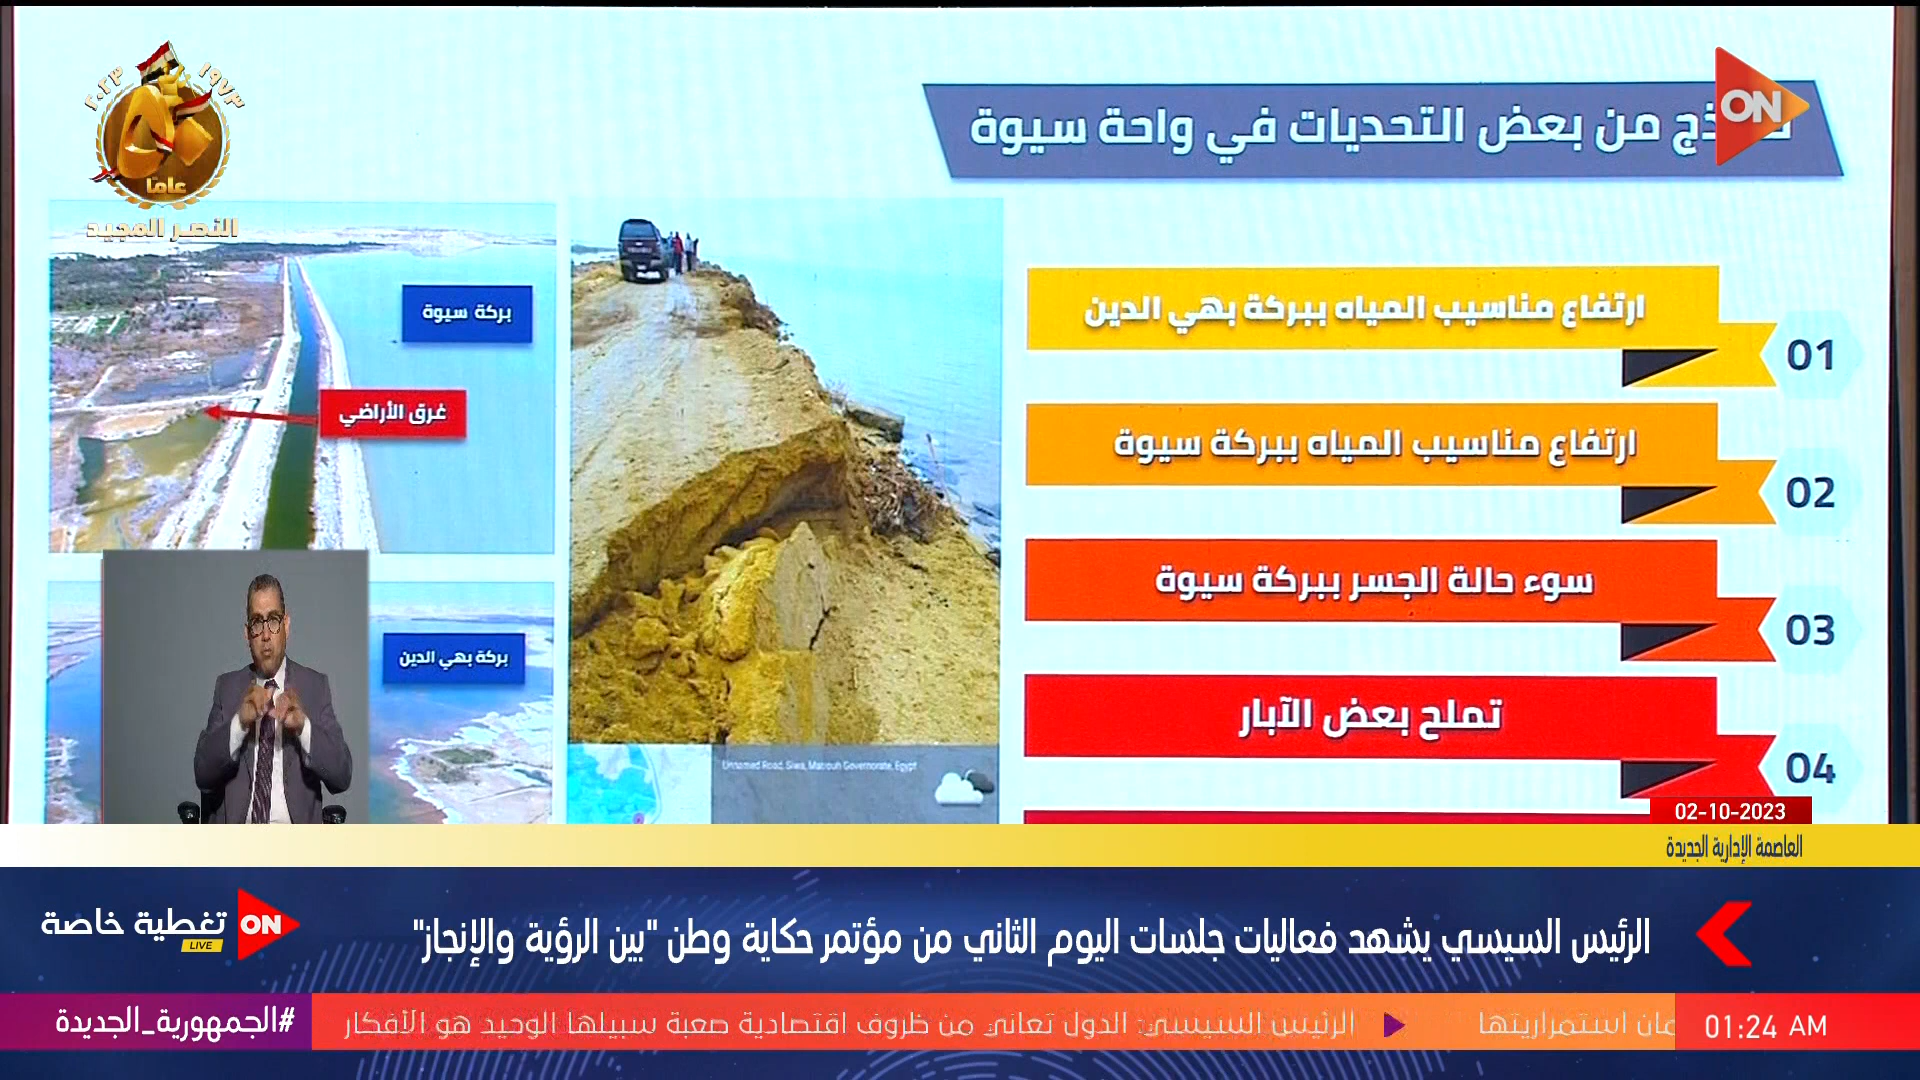 ١٩٧٣
٢٠٢٣
عامًا
النصر المجيد
ON
من بعض التحديات في واحة سيوة
ارتفاع مناسيب المياه ببركة بهي الدين
01
ارتفاع مناسيب المياه ببركة سيوة
02
سوء حالة الجسر ببركة سيوة
03
تملح بعض الآبار
04
بركة سيوة
غرق الأراضي
بركة بهي الدين
Unnamed Road, Siwa, Matrouh Governorate, Egypt
02-10-2023
العاصمة الإدارية الجديدة
الرئيس السيسي يشهد فعاليات جلسات اليوم الثاني من مؤتمر حكاية وطن "بين الرؤية والإنجاز"
ON تغطية خاصة
LIVE
01:24 AM
استمراريتها
الرئيس السيسي: الدول تعاني من ظروف اقتصادية صعبة سبيلها الوحيد هو الأفكار
#الجمهورية_الجديدة